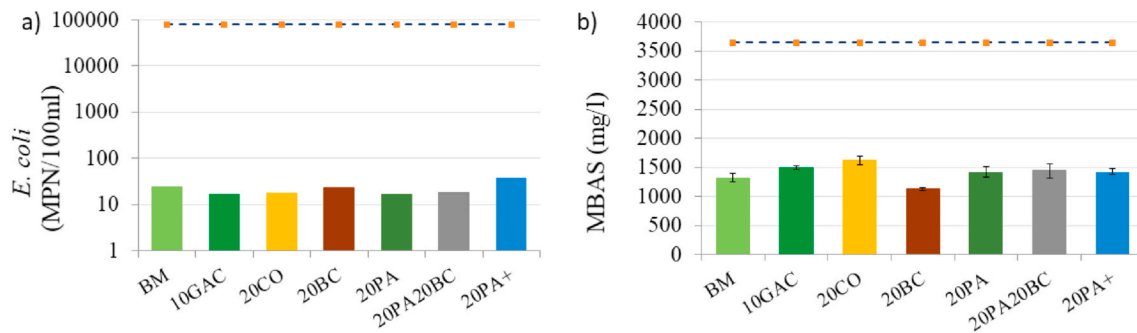 a)
E. coli
(MPN/100ml)
100000
10000
1000
100
10
1
BM
10GAC
20CO
20BC
20PA
20PA20BC
20PA+
b)
MBAS (mg/l)
4000
3500
3000
2500
2000
1500
1000
500
0
BM
10GAC
20CO
20BC
20PA
20PA20BC
20PA+